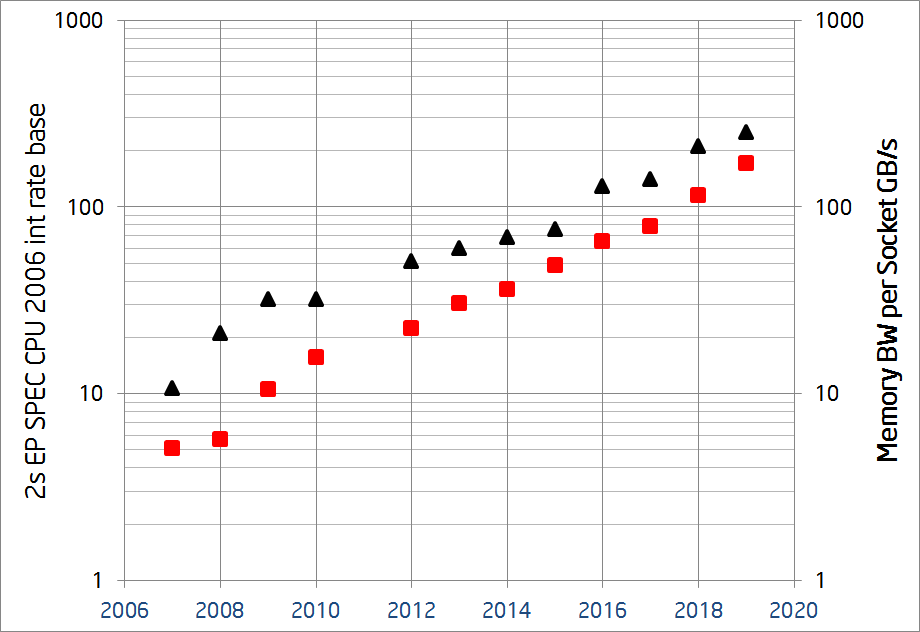 1000
1000
100
100
10
10
1
1
2s EP SPEC CPU 2006 int rate base
Memory BW per Socket GB/s
2006 2008 2010 2012 2014 2016 2018 2020